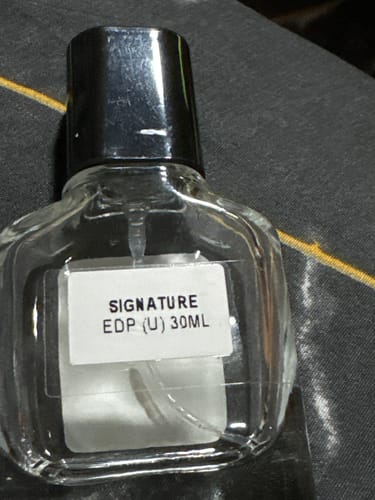 SIGNATURE
EDP (U) 30ML